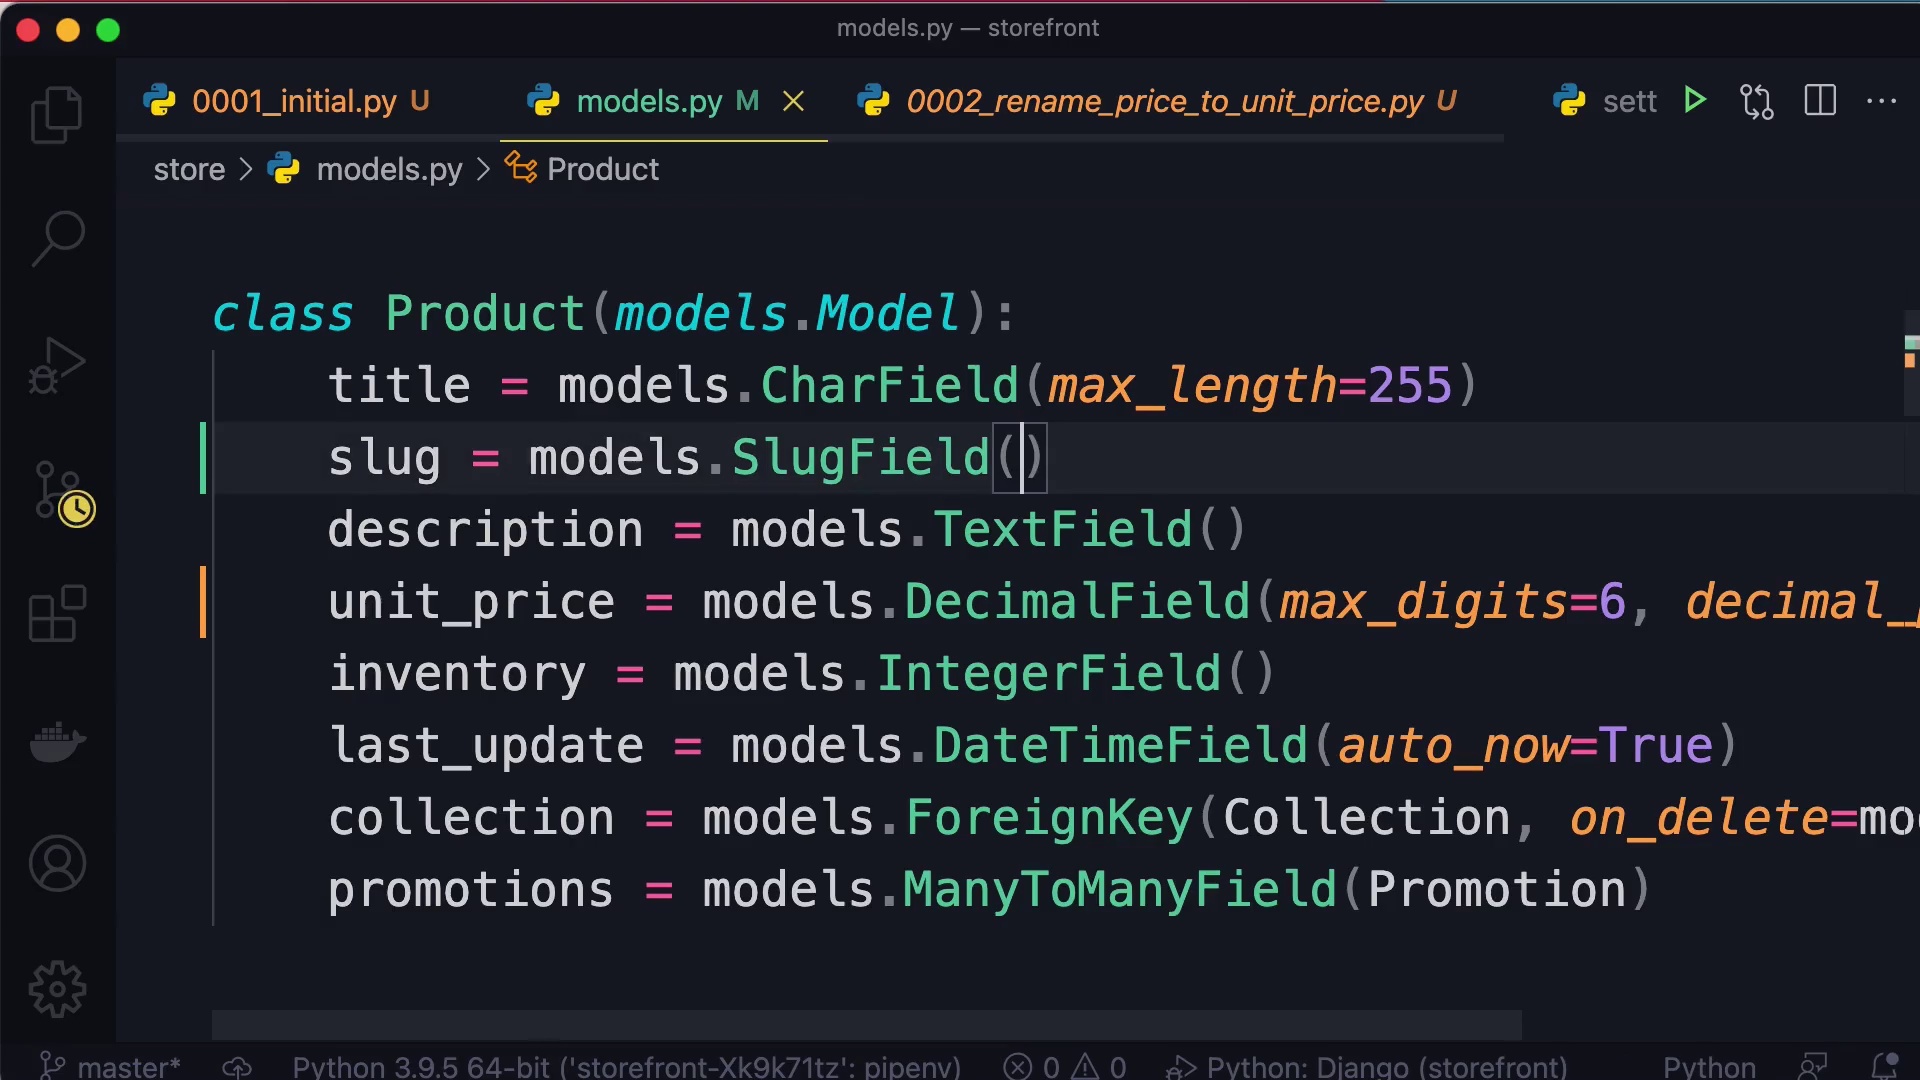 models.py — storefront
0001_initial.py U models.py M 0002_rename_price_to_unit_price.py U sett
store > models.py > Product
class Product(models.Model):
title = models.CharField(max_length=255)
slug = models.SlugField()
description = models.TextField()
unit_price = models.DecimalField(max_digits=6, decimal_
inventory = models.IntegerField()
last_update = models.DateTimeField(auto_now=True)
collection = models.ForeignKey(Collection, on_delete=mo
promotions = models.ManyToManyField(Promotion)
master* Python 3.9.5 64-bit ('storefront-Xk9k71tz': pipenv) 0 0 Python: Django (storefront) Python